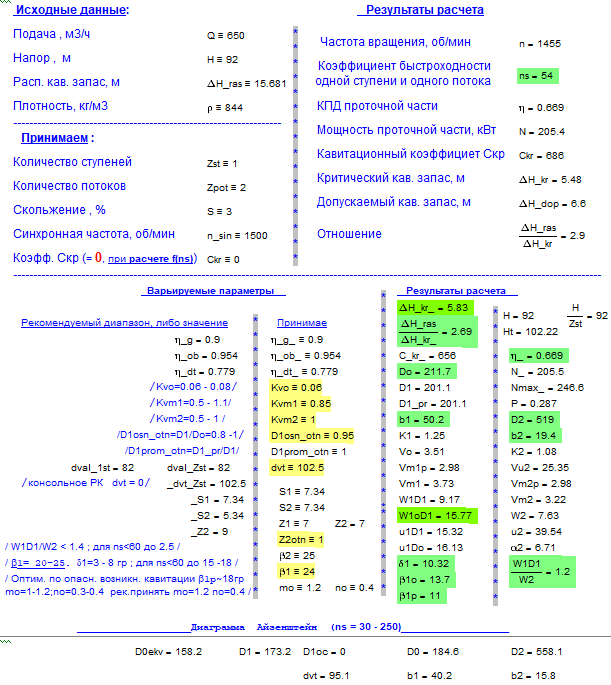 Исходные данные:
Подача , м3/ч Q ≡ 650
Напор , м H ≡ 92
Расп. кав. запас, м ΔH_ras ≡ 15.681
Плотность, кг/м3 ρ ≡ 844
Принимаем :
Количество ступеней Zst ≡ 1
Количество потоков Zpot ≡ 2
Скольжение , % S ≡ 3
Синхронная частота, об/мин n_sin ≡ 1500
Коэфф. Скр (= 0, при расчете f(ns)) Ckr ≡ 0
Результаты расчета
Частота вращения, об/мин n = 1455
Коэффициент быстроходности
одной ступени и одного потока ns = 54
КПД проточной части η = 0.669
Мощность проточной части, кВт N = 205.4
Кавитационный коэффициет Скр Ckr = 686
Критический кав. запас, м ΔH_kr = 5.48
Допускаемый кав. запас, м ΔH_dop = 6.6
Отношение ΔH_ras / ΔH_kr = 2.9
Варьируемые параметры
Рекомендуемый диапазон, либо значение Принимае
η_g = 0.9 η_g_ ≡ 0.9
η_ob = 0.954 η_ob_ ≡ 0.954
η_dt = 0.779 η_dt_ ≡ 0.779
/ Kvo=0.06 - 0.08/ Kvo ≡ 0.06
/ Kvm1=0.5 - 1.1/ Kvm1 ≡ 0.85
/ Kvm2=0.5 - 1 / Kvm2 ≡ 1
/D1osn_otn=D1/Do=0.8 -1/ D1osn_otn ≡ 0.95
/D1prom_otn=D1_pr/D1/ D1prom_otn ≡ 1
dval_1st = 82 dval_Zst = 82 dvt ≡ 102.5
/ консольное РК dvt = 0/ _dvt_Zst = 102.5
_S1 = 7.34 S1 ≡ 7.34
_S2 = 5.34 S2 ≡ 7.34
_Z2 = 9 Z1 ≡ 7 Z2 = 7
Z2otn ≡ 1
/ W1D1/W2 < 1.4 ; для ns<60 до 2.5 / β2 ≡ 25
/ β1= 20-25. δ1=3 - 8 гр ; для ns<60 до 15 -18 / β1 ≡ 24
/ Оптим. по опасн. возникн. кавитации β1p~18гр
mo=1-1.2;no=0.3-0.4 рек.принять mo=1.2 no=0.4 / mo ≡ 1.2 no ≡ 0.4
Результаты расчета
ΔH_kr_ = 5.83 H = 92 H / Zst = 92
ΔH_ras / ΔH_kr_ = 2.69 Ht = 102.22
C_kr_ = 656 η_ = 0.669
Do = 211.7 N_ = 205.5
D1 = 201.1 Nmax_ = 246.6
D1_pr = 201.1 P = 0.287
b1 = 50.2 D2 = 519
K1 = 1.25 b2 = 19.4
Vo = 3.51 K2 = 1.08
Vm1p = 2.98 Vu2 = 25.35
Vm1 = 3.73 Vm2p = 2.98
W1D1 = 9.17 Vm2 = 3.22
W1oD1 = 15.77 W2 = 7.63
u1D1 = 15.32 u2 = 39.54
u1Do = 16.13 α2 = 6.71
δ1 = 10.32 W1D1 / W2 = 1.2
β1o = 13.7
β1p = 11
Диаграмма Айзенштейн (ns = 30 - 250)
D0ekv = 158.2 D1 = 173.2 D1oc = 0 D0 = 184.6 D2 = 558.1
dvt = 95.1 b1 = 40.2 b2 = 15.8